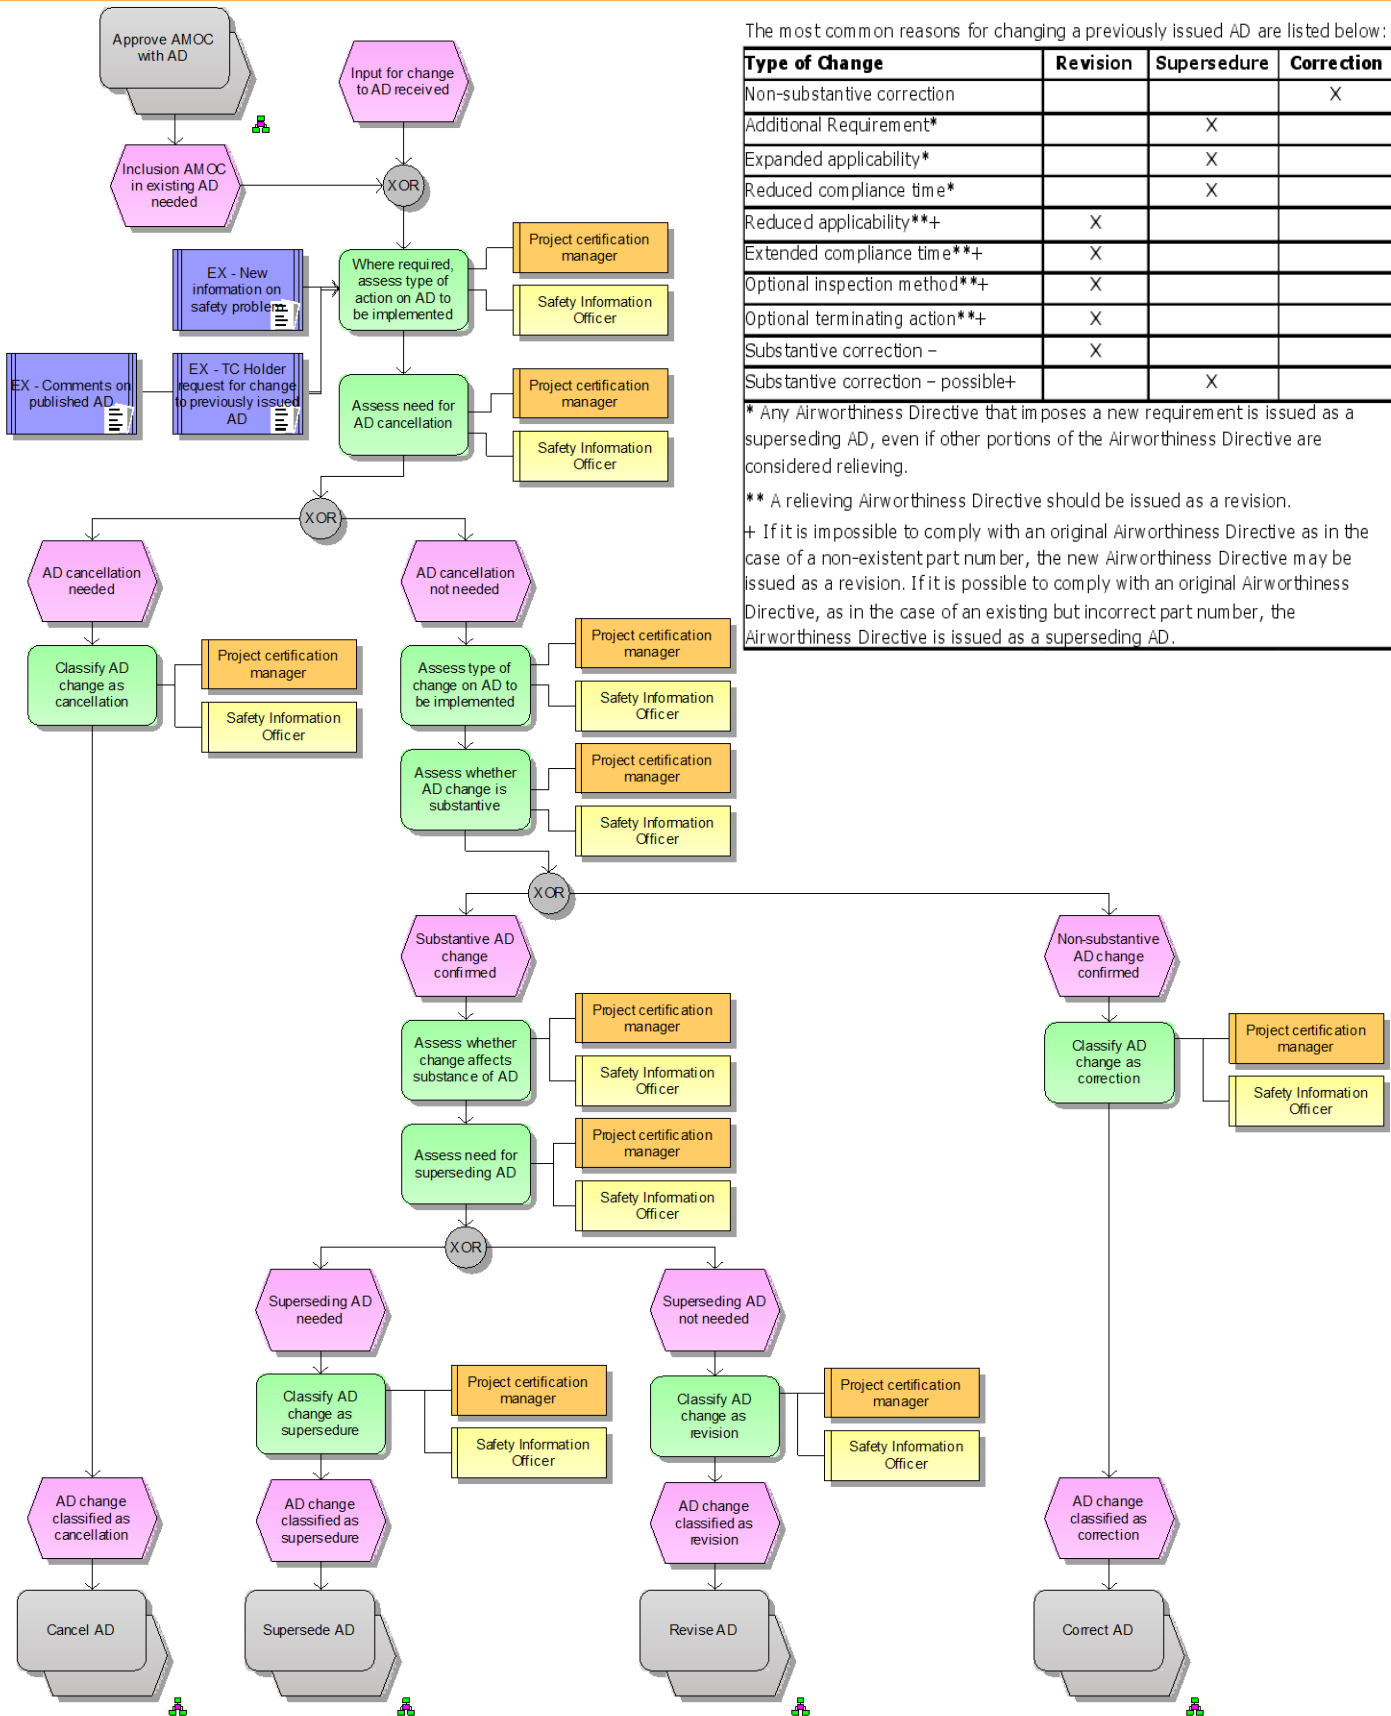 Approve AMOC
with AD
Input for change
to AD received
Inclusion AMOC
in existing AD
needed
XOR
Project certification
manager
Where required,
assess type of
action on AD to
be implemented
Safety Information
Officer
EX - New
information on
safety problem
EX - Comments on
published AD
EX - TC Holder
request for change
to previously issued
AD
Assess need for
AD cancellation
Project certification
manager
Safety Information
Officer
XOR
AD cancellation
needed
AD cancellation
not needed
Classify AD
change as
cancellation
Project certification
manager
Safety Information
Officer
Assess type of
change on AD to
be implemented
Project certification
manager
Safety Information
Officer
Assess whether
AD change is
substantive
Project certification
manager
Safety Information
Officer
XOR
Substantive AD
change
confirmed
Non-substantive
AD change
confirmed
Assess whether
change affects
substance of AD
Project certification
manager
Safety Information
Officer
Classify AD
change as
correction
Project certification
manager
Safety Information
Officer
Assess need for
superseding AD
Project certification
manager
Safety Information
Officer
XOR
Superseding AD
needed
Superseding AD
not needed
Classify AD
change as
supersedure
Project certification
manager
Safety Information
Officer
Classify AD
change as
revision
Project certification
manager
Safety Information
Officer
AD change
classified as
cancellation
AD change
classified as
supersedure
AD change
classified as
revision
AD change
classified as
correction
Cancel AD
Supersede AD
Revise AD
Correct AD
The most common reasons for changing a previously issued AD are listed below:
Type of Change Revision Supersedure Correction
Non-substantive correction X
Additional Requirement* X
Expanded applicability* X
Reduced compliance time* X
Reduced applicability**+ X
Extended compliance time**+ X
Optional inspection method**+ X
Optional terminating action**+ X
Substantive correction – X
Substantive correction – possible+ X
* Any Airworthiness Directive that imposes a new requirement is issued as a
superseding AD, even if other portions of the Airworthiness Directive are
considered relieving.
** A relieving Airworthiness Directive should be issued as a revision.
+ If it is impossible to comply with an original Airworthiness Directive as in the
case of a non-existent part number, the new Airworthiness Directive may be
issued as a revision. If it is possible to comply with an original Airworthiness
Directive, as in the case of an existing but incorrect part number, the
Airworthiness Directive is issued as a superseding AD.